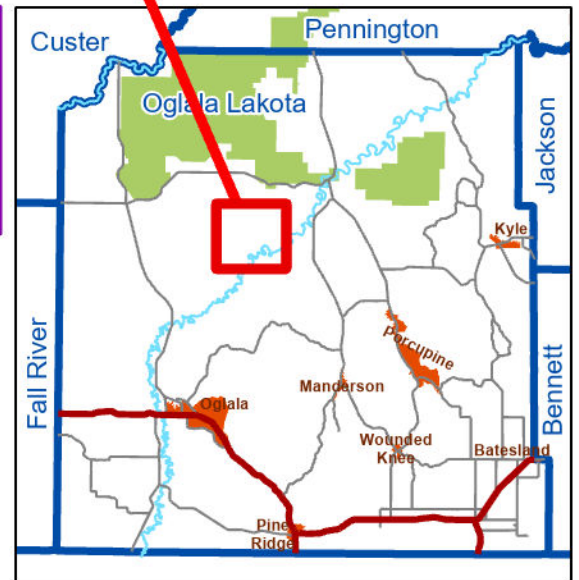 Custer
Pennington
Oglala Lakota
Jackson
Kyle
Porcupine
Fall River
Oglala
Manderson
Bennett
Wounded
Knee
Batesland
Pine
Ridge